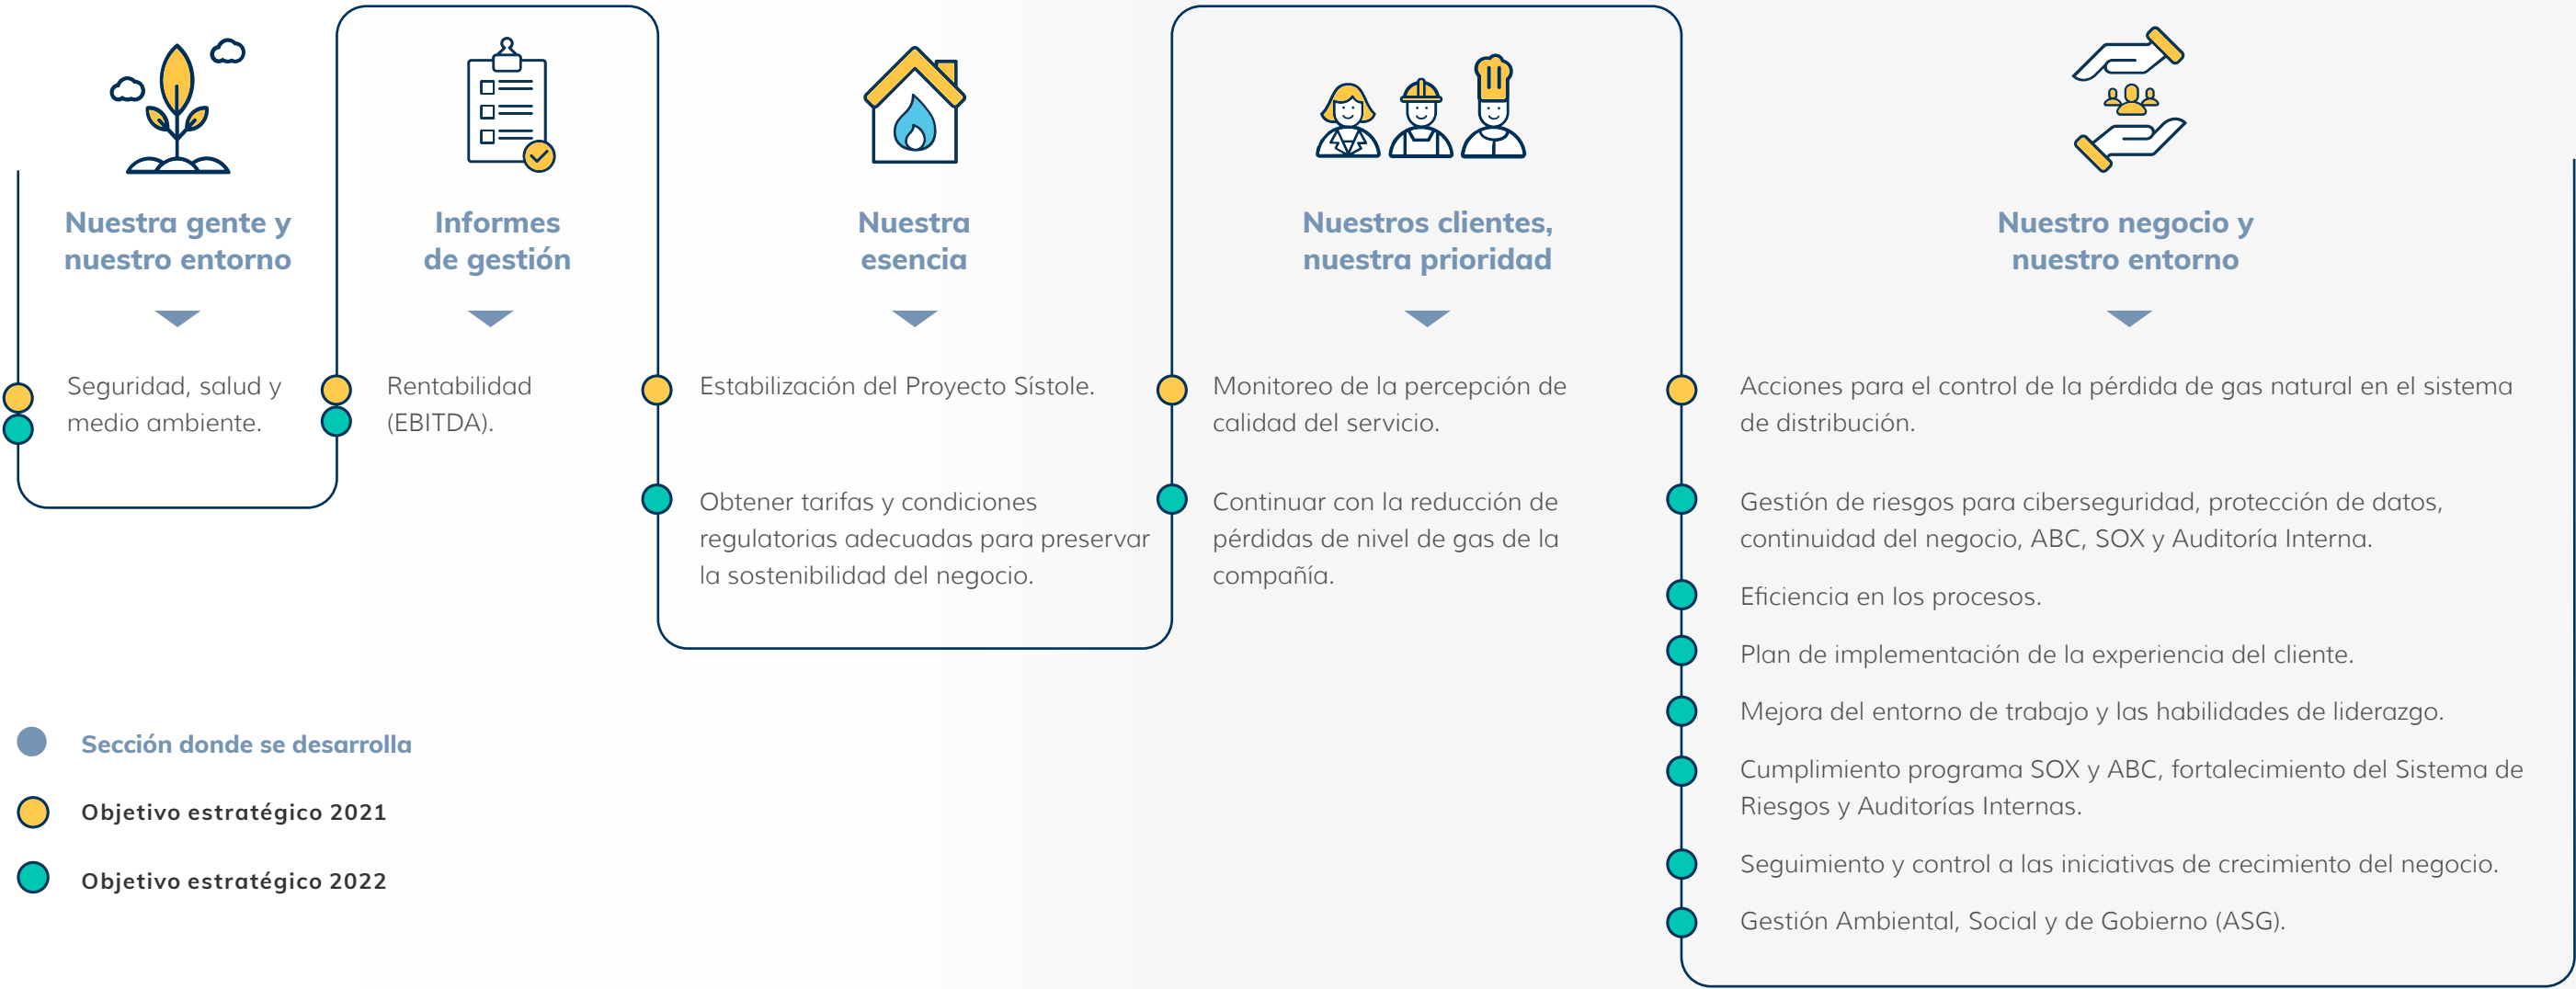 Nuestra gente y
nuestro entorno
Seguridad, salud y
medio ambiente.
Informes
de gestión
Rentabilidad
(EBITDA).
Nuestra
esencia
Estabilización del Proyecto Sístole.
Obtener tarifas y condiciones
regulatorias adecuadas para preservar
la sostenibilidad del negocio.
Nuestros clientes,
nuestra prioridad
Monitoreo de la percepción de
calidad del servicio.
Continuar con la reducción de
pérdidas de nivel de gas de la
compañía.
Nuestro negocio y
nuestro entorno
Acciones para el control de la pérdida de gas natural en el sistema
de distribución.
Gestión de riesgos para ciberseguridad, protección de datos,
continuidad del negocio, ABC, SOX y Auditoría Interna.
Eficiencia en los procesos.
Plan de implementación de la experiencia del cliente.
Mejora del entorno de trabajo y las habilidades de liderazgo.
Cumplimiento programa SOX y ABC, fortalecimiento del Sistema de
Riesgos y Auditorías Internas.
Seguimiento y control a las iniciativas de crecimiento del negocio.
Gestión Ambiental, Social y de Gobierno (ASG).
Sección donde se desarrolla
Objetivo estratégico 2021
Objetivo estratégico 2022